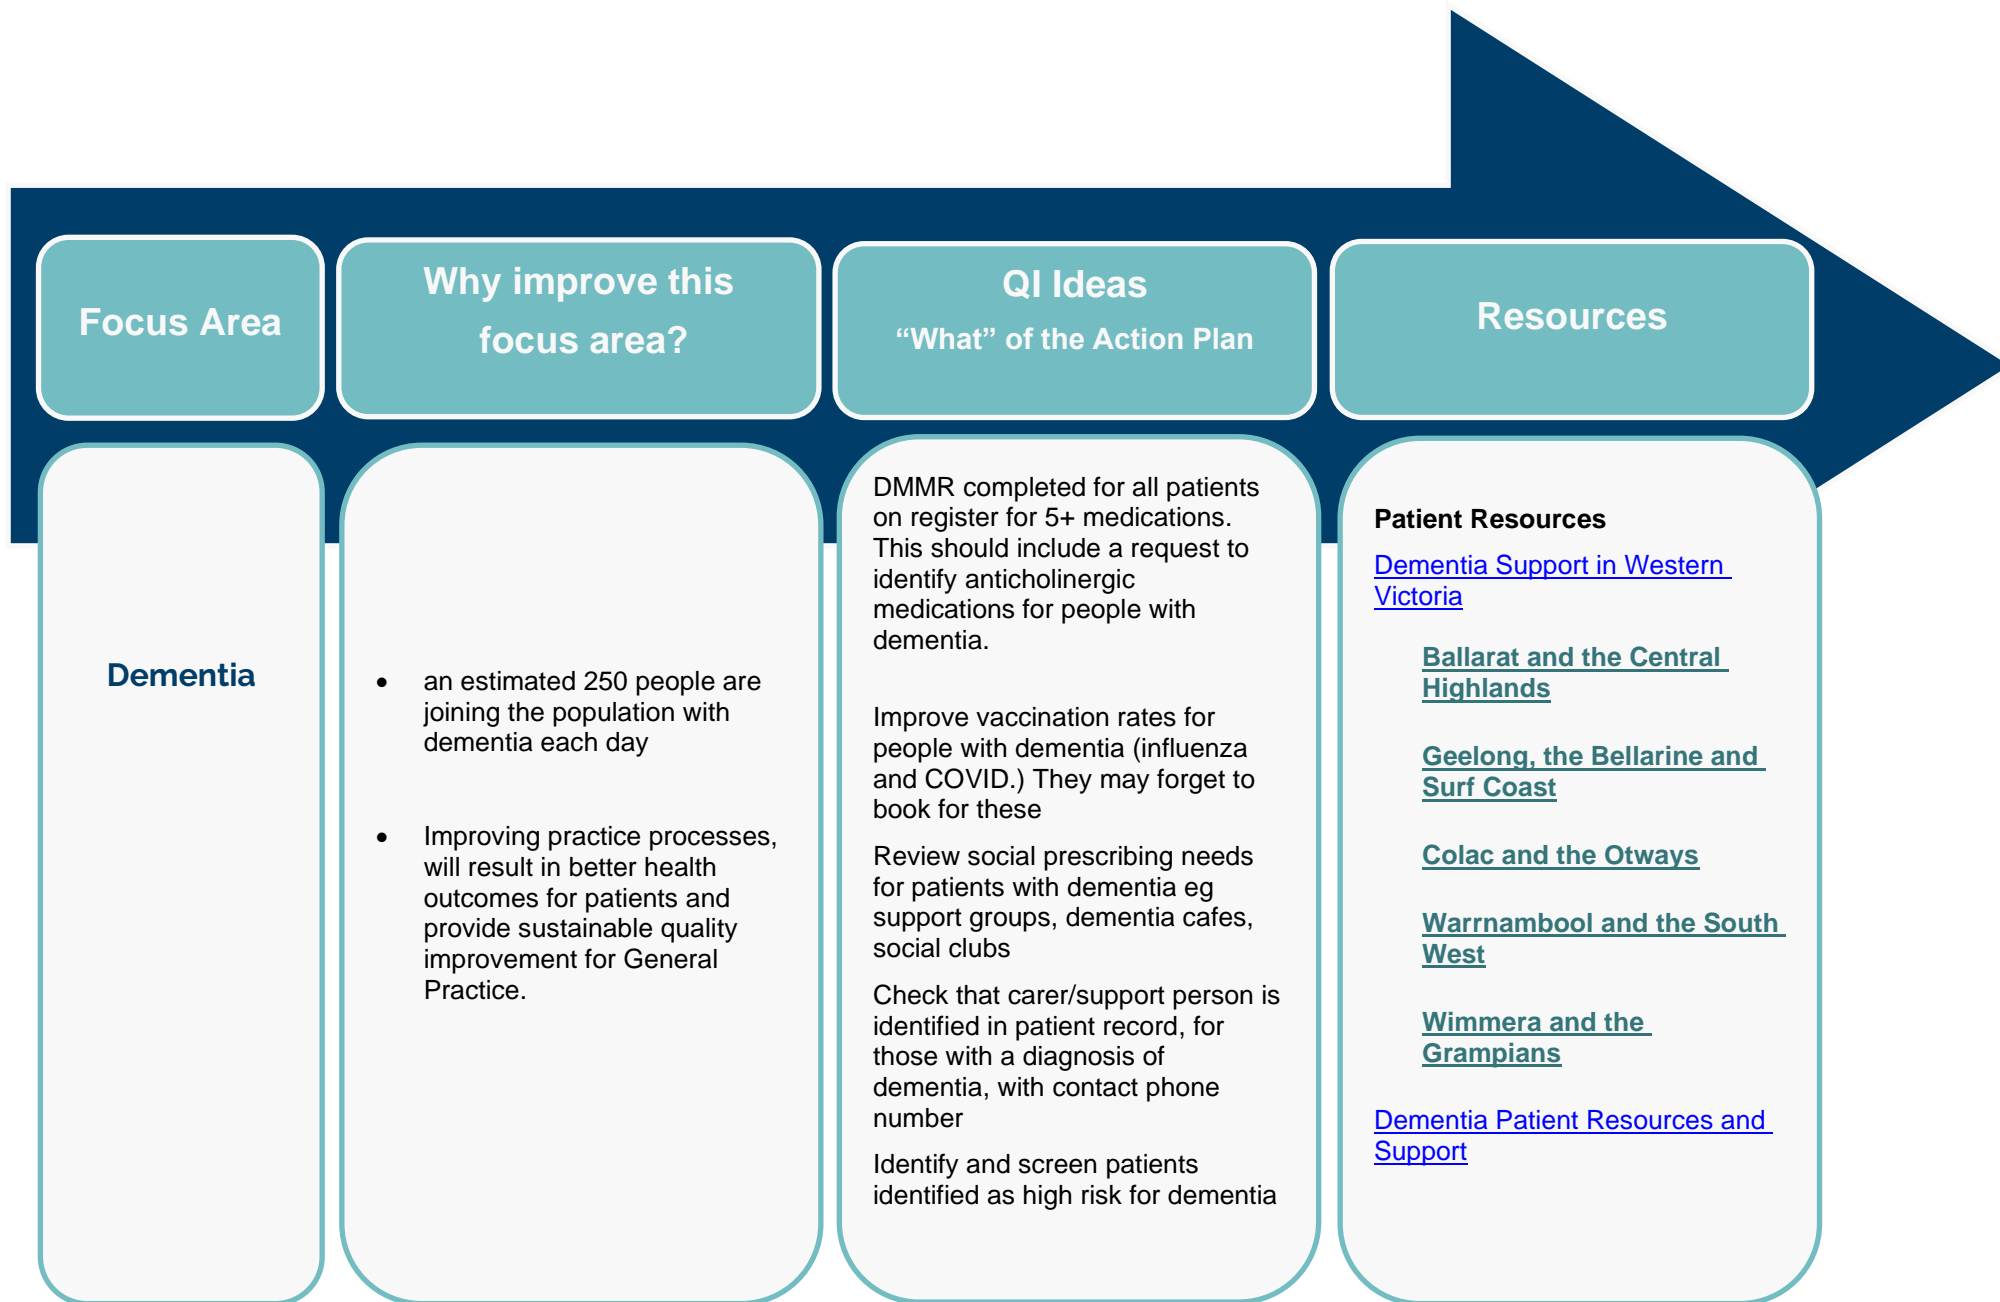 Focus Area
Why improve this
focus area?
QI Ideas
“What” of the Action Plan
Resources
Dementia
• an estimated 250 people are
joining the population with
dementia each day
• Improving practice processes,
will result in better health
outcomes for patients and
provide sustainable quality
improvement for General
Practice.
DMMR completed for all patients
on register for 5+ medications.
This should include a request to
identify anticholinergic
medications for people with
dementia.
Improve vaccination rates for
people with dementia (influenza
and COVID.) They may forget to
book for these
Review social prescribing needs
for patients with dementia eg
support groups, dementia cafes,
social clubs
Check that carer/support person is
identified in patient record, for
those with a diagnosis of
dementia, with contact phone
number
Identify and screen patients
identified as high risk for dementia
Patient Resources
Dementia Support in Western
Victoria
Ballarat and the Central
Highlands
Geelong, the Bellarine and
Surf Coast
Colac and the Otways
Warrnambool and the South
West
Wimmera and the
Grampians
Dementia Patient Resources and
Support